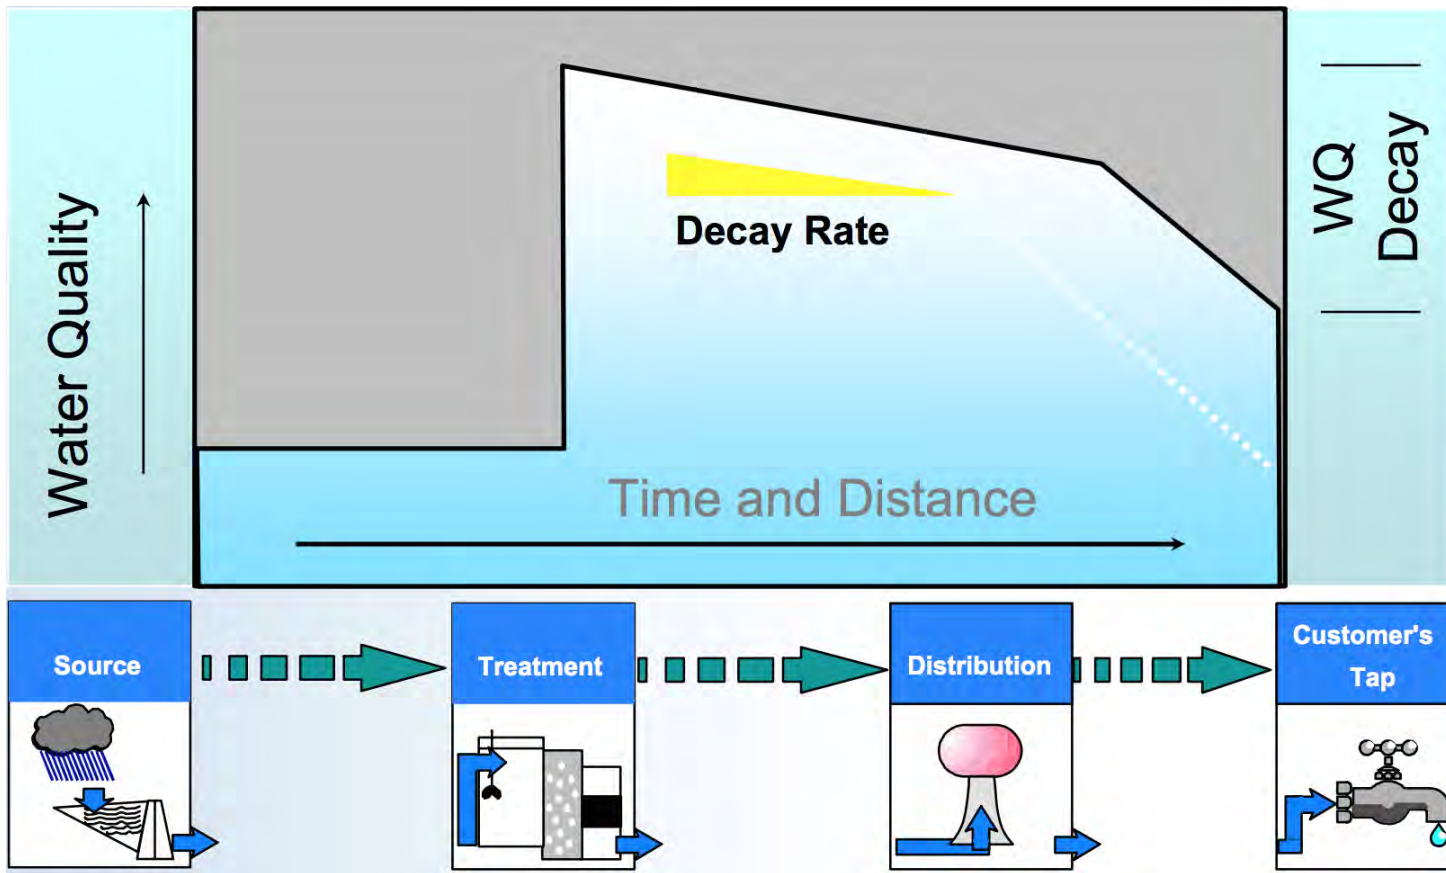 Water Quality
Decay Rate
Time and Distance
WQ
Decay
Source
Treatment
Distribution
Customer's
Tap